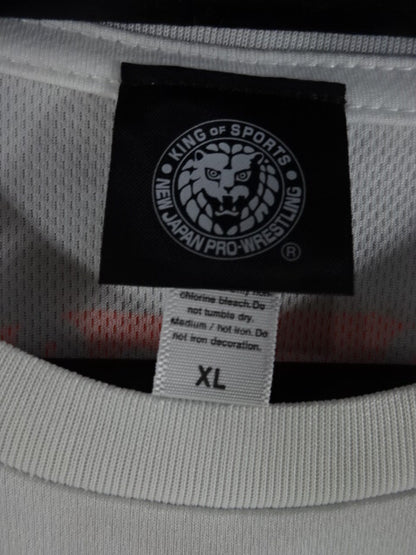 KING OF SPORTS
NEW JAPAN PRO-WRESTLING
®
chlorine bleach.Do
not tumble dry.
Medium / hot iron.Do
not iron decoration.
XL